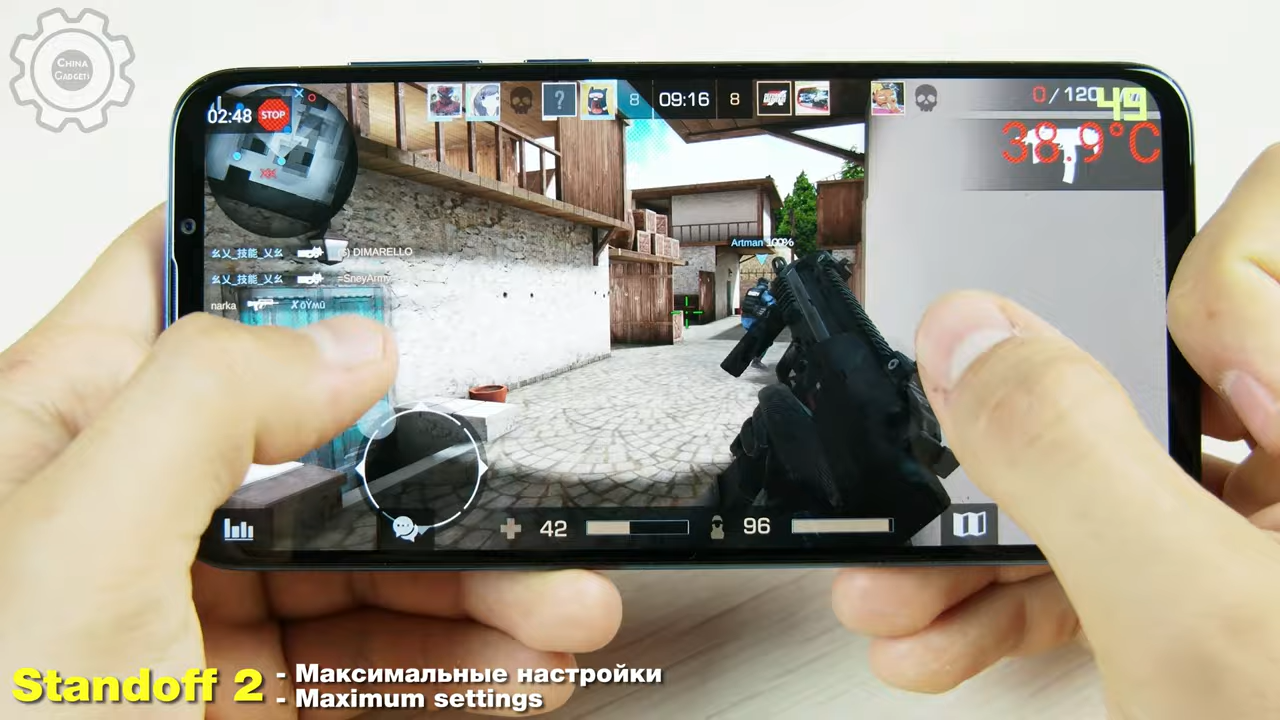 CHINA
GADGETS
02:48 STOP
? 8 09:16 8
0/120
49
38.9°C
Artman 100%
DIMARELLO
=SneyArmy
narka
42
96
Standoff 2
- Максимальные настройки
- Maximum settings